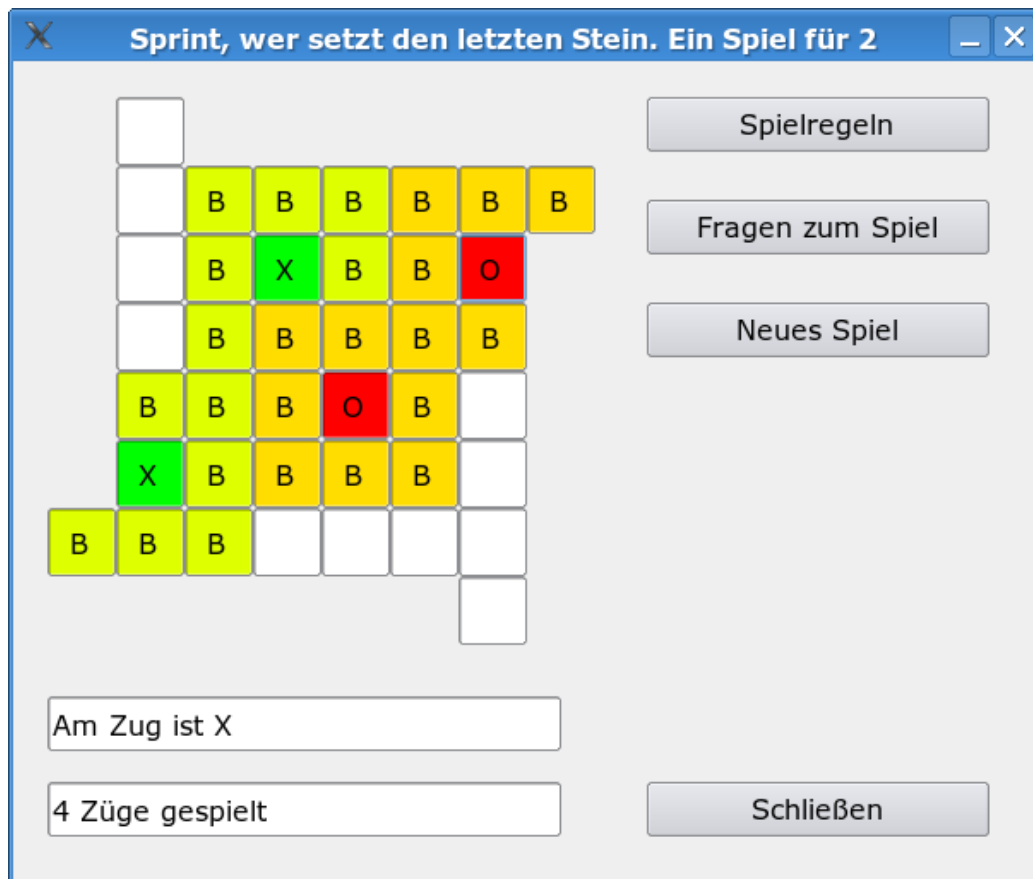 Sprint, wer setzt den letzten Stein. Ein Spiel für 2
Spielregeln
B B B B B B
Fragen zum Spiel
B X B B O
Neues Spiel
B B B B B
B B B O B
X B B B B
B B B
Am Zug ist X
4 Züge gespielt
Schließen